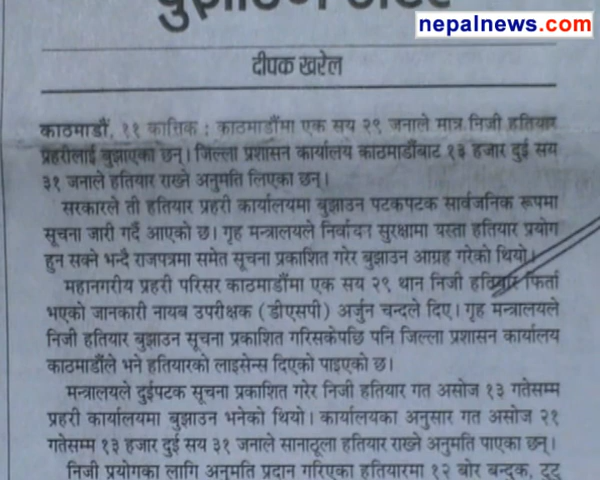 nepalnews.com
दीपक खरेल
काठमाडौं, ११ कात्तिक : काठमाडौंमा एक सय २९ जनाले मात्र निजी हतियार
प्रहरीलाई बुझाएका छन्। जिल्ला प्रशासन कार्यालय काठमाडौंबाट १३ हजार दुई सय
३१ जनाले हतियार राख्ने अनुमति लिएका छन्।
सरकारले ती हतियार प्रहरी कार्यालयमा बुझाउन पटकपटक सार्वजनिक रूपमा
सूचना जारी गर्दै आएको छ। गृह मन्त्रालयले निर्वाचन सुरक्षामा यस्ता हतियार प्रयोग
हुन सक्ने भन्दै राजपत्रमा समेत सूचना प्रकाशित गरेर बुझाउन आग्रह गरेको थियो।
महानगरीय प्रहरी परिसर काठमाडौंमा एक सय २९ थान निजी हतियार फिर्ता
भएको जानकारी नायब उपरीक्षक (डीएसपी) अर्जुन चन्दले दिए। गृह मन्त्रालयले
निजी हतियार बुझाउन सूचना प्रकाशित गरिसकेपछि पनि जिल्ला प्रशासन कार्यालय
काठमाडौंले भने हतियारको लाइसेन्स दिएको पाइएको छ।
मन्त्रालयले दुईपटक सूचना प्रकाशित गरेर निजी हतियार गत असोज १३ गतेसम्म
प्रहरी कार्यालयमा बुझाउन भनेको थियो। कार्यालयका अनुसार गत असोज २१
गतेसम्म १३ हजार दुई सय ३१ जनाले सानाठूला हतियार राख्ने अनुमति पाएका छन्।
निजी प्रयोगका लागि अनुमति प्रदान गरिएका हतियारमा १२ बोर बन्दुक, टुटु